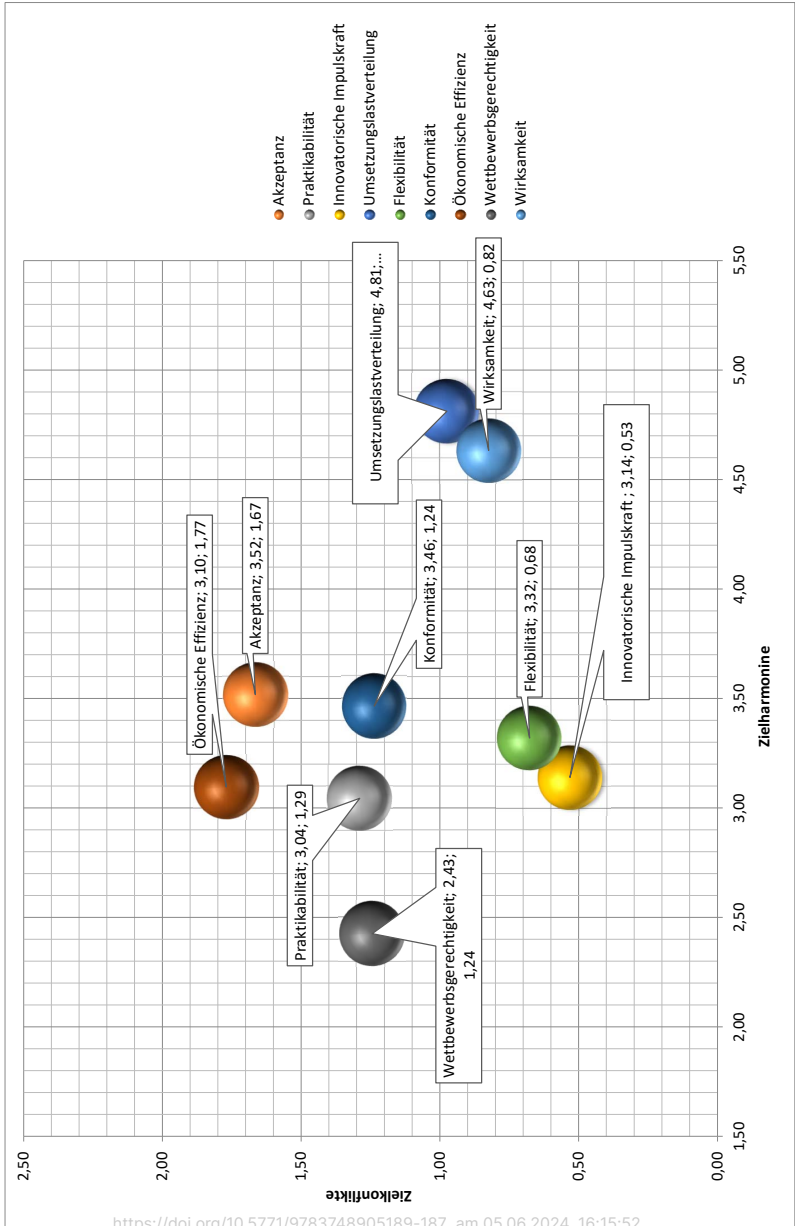 Akzeptanz
Praktikabilität
Innovatorische Impulskraft
Umsetzungslastverteilung
Flexibilität
Konformität
Ökonomische Effizienz
Wettbewerbsgerechtigkeit
Wirksamkeit
Zielkonflikte
2,50
2,00
1,50
1,00
0,50
0,00
Ökonomische Effizienz; 3,10; 1,77
Akzeptanz; 3,52; 1,67
Praktikabilität; 3,04; 1,29
Konformität; 3,46; 1,24
Wettbewerbsgerechtigkeit; 2,43;
1,24
Umsetzungslastverteilung; 4,81;...
Wirksamkeit; 4,63; 0,82
Flexibilität; 3,32; 0,68
Innovatorische Impulskraft ; 3,14; 0,53
1,50
2,00
2,50
3,00
3,50
4,00
4,50
5,00
5,50
Zielharmonine
https://doi.org/10.5771/9783748905189-187, am 05.06.2024, 16:15:52